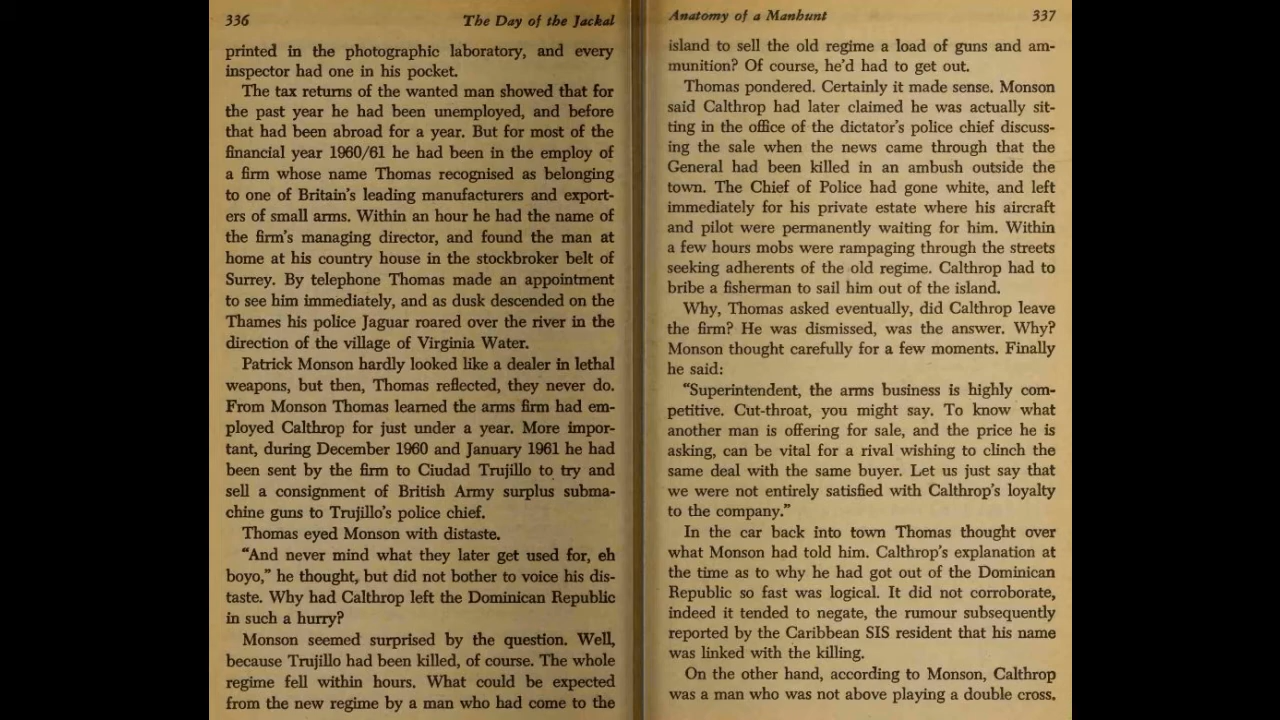 336
The Day of the Jackal
printed in the photographic laboratory, and every
inspector had one in his pocket.
The tax returns of the wanted man showed that for
the past year he had been unemployed, and before
that had been abroad for a year. But for most of the
financial year 1960/61 he had been in the employ of
a firm whose name Thomas recognised as belonging
to one of Britain's leading manufacturers and export-
ers of small arms. Within an hour he had the name of
the firm's managing director, and found the man at
home at his country house in the stockbroker belt of
Surrey. By telephone Thomas made an appointment
to see him immediately, and as dusk descended on the
Thames his police Jaguar roared over the river in the
direction of the village of Virginia Water.
Patrick Monson hardly looked like a dealer in lethal
weapons, but then, Thomas reflected, they never do.
From Monson Thomas learned the arms firm had em-
ployed Calthrop for just under a year. More impor-
tant, during December 1960 and January 1961 he had
been sent by the firm to Ciudad Trujillo to try and
sell a consignment of British Army surplus subma-
chine guns to Trujillo's police chief.
Thomas eyed Monson with distaste.
"And never mind what they later get used for, eh
boyo," he thought, but did not bother to voice his dis-
taste. Why had Calthrop left the Dominican Republic
in such a hurry?
Monson seemed surprised by the question. Well,
because Trujillo had been killed, of course. The whole
regime fell within hours. What could be expected
from the new regime by a man who had come to the
Anatomy of a Manhunt
337
island to sell the old regime a load of guns and am-
munition? Of course, he'd had to get out.
Thomas pondered. Certainly it made sense. Monson
said Calthrop had later claimed he was actually sit-
ting in the office of the dictator's police chief discuss-
ing the sale when the news came through that the
General had been killed in an ambush outside the
town. The Chief of Police had gone white, and left
immediately for his private estate where his aircraft
and pilot were permanently waiting for him. Within
a few hours mobs were rampaging through the streets
seeking adherents of the old regime. Calthrop had to
bribe a fisherman to sail him out of the island.
Why, Thomas asked eventually, did Calthrop leave
the firm? He was dismissed, was the answer. Why?
Monson thought carefully for a few moments. Finally
he said:
"Superintendent, the arms business is highly com-
petitive. Cut-throat, you might say. To know what
another man is offering for sale, and the price he is
asking, can be vital for a rival wishing to clinch the
same deal with the same buyer. Let us just say that
we were not entirely satisfied with Calthrop's loyalty
to the company."
In the car back into town Thomas thought over
what Monson had told him. Calthrop's explanation at
the time as to why he had got out of the Dominican
Republic so fast was logical. It did not corroborate,
indeed it tended to negate, the rumour subsequently
reported by the Caribbean SIS resident that his name
was linked with the killing.
On the other hand, according to Monson, Calthrop
was a man who was not above playing a double cross.